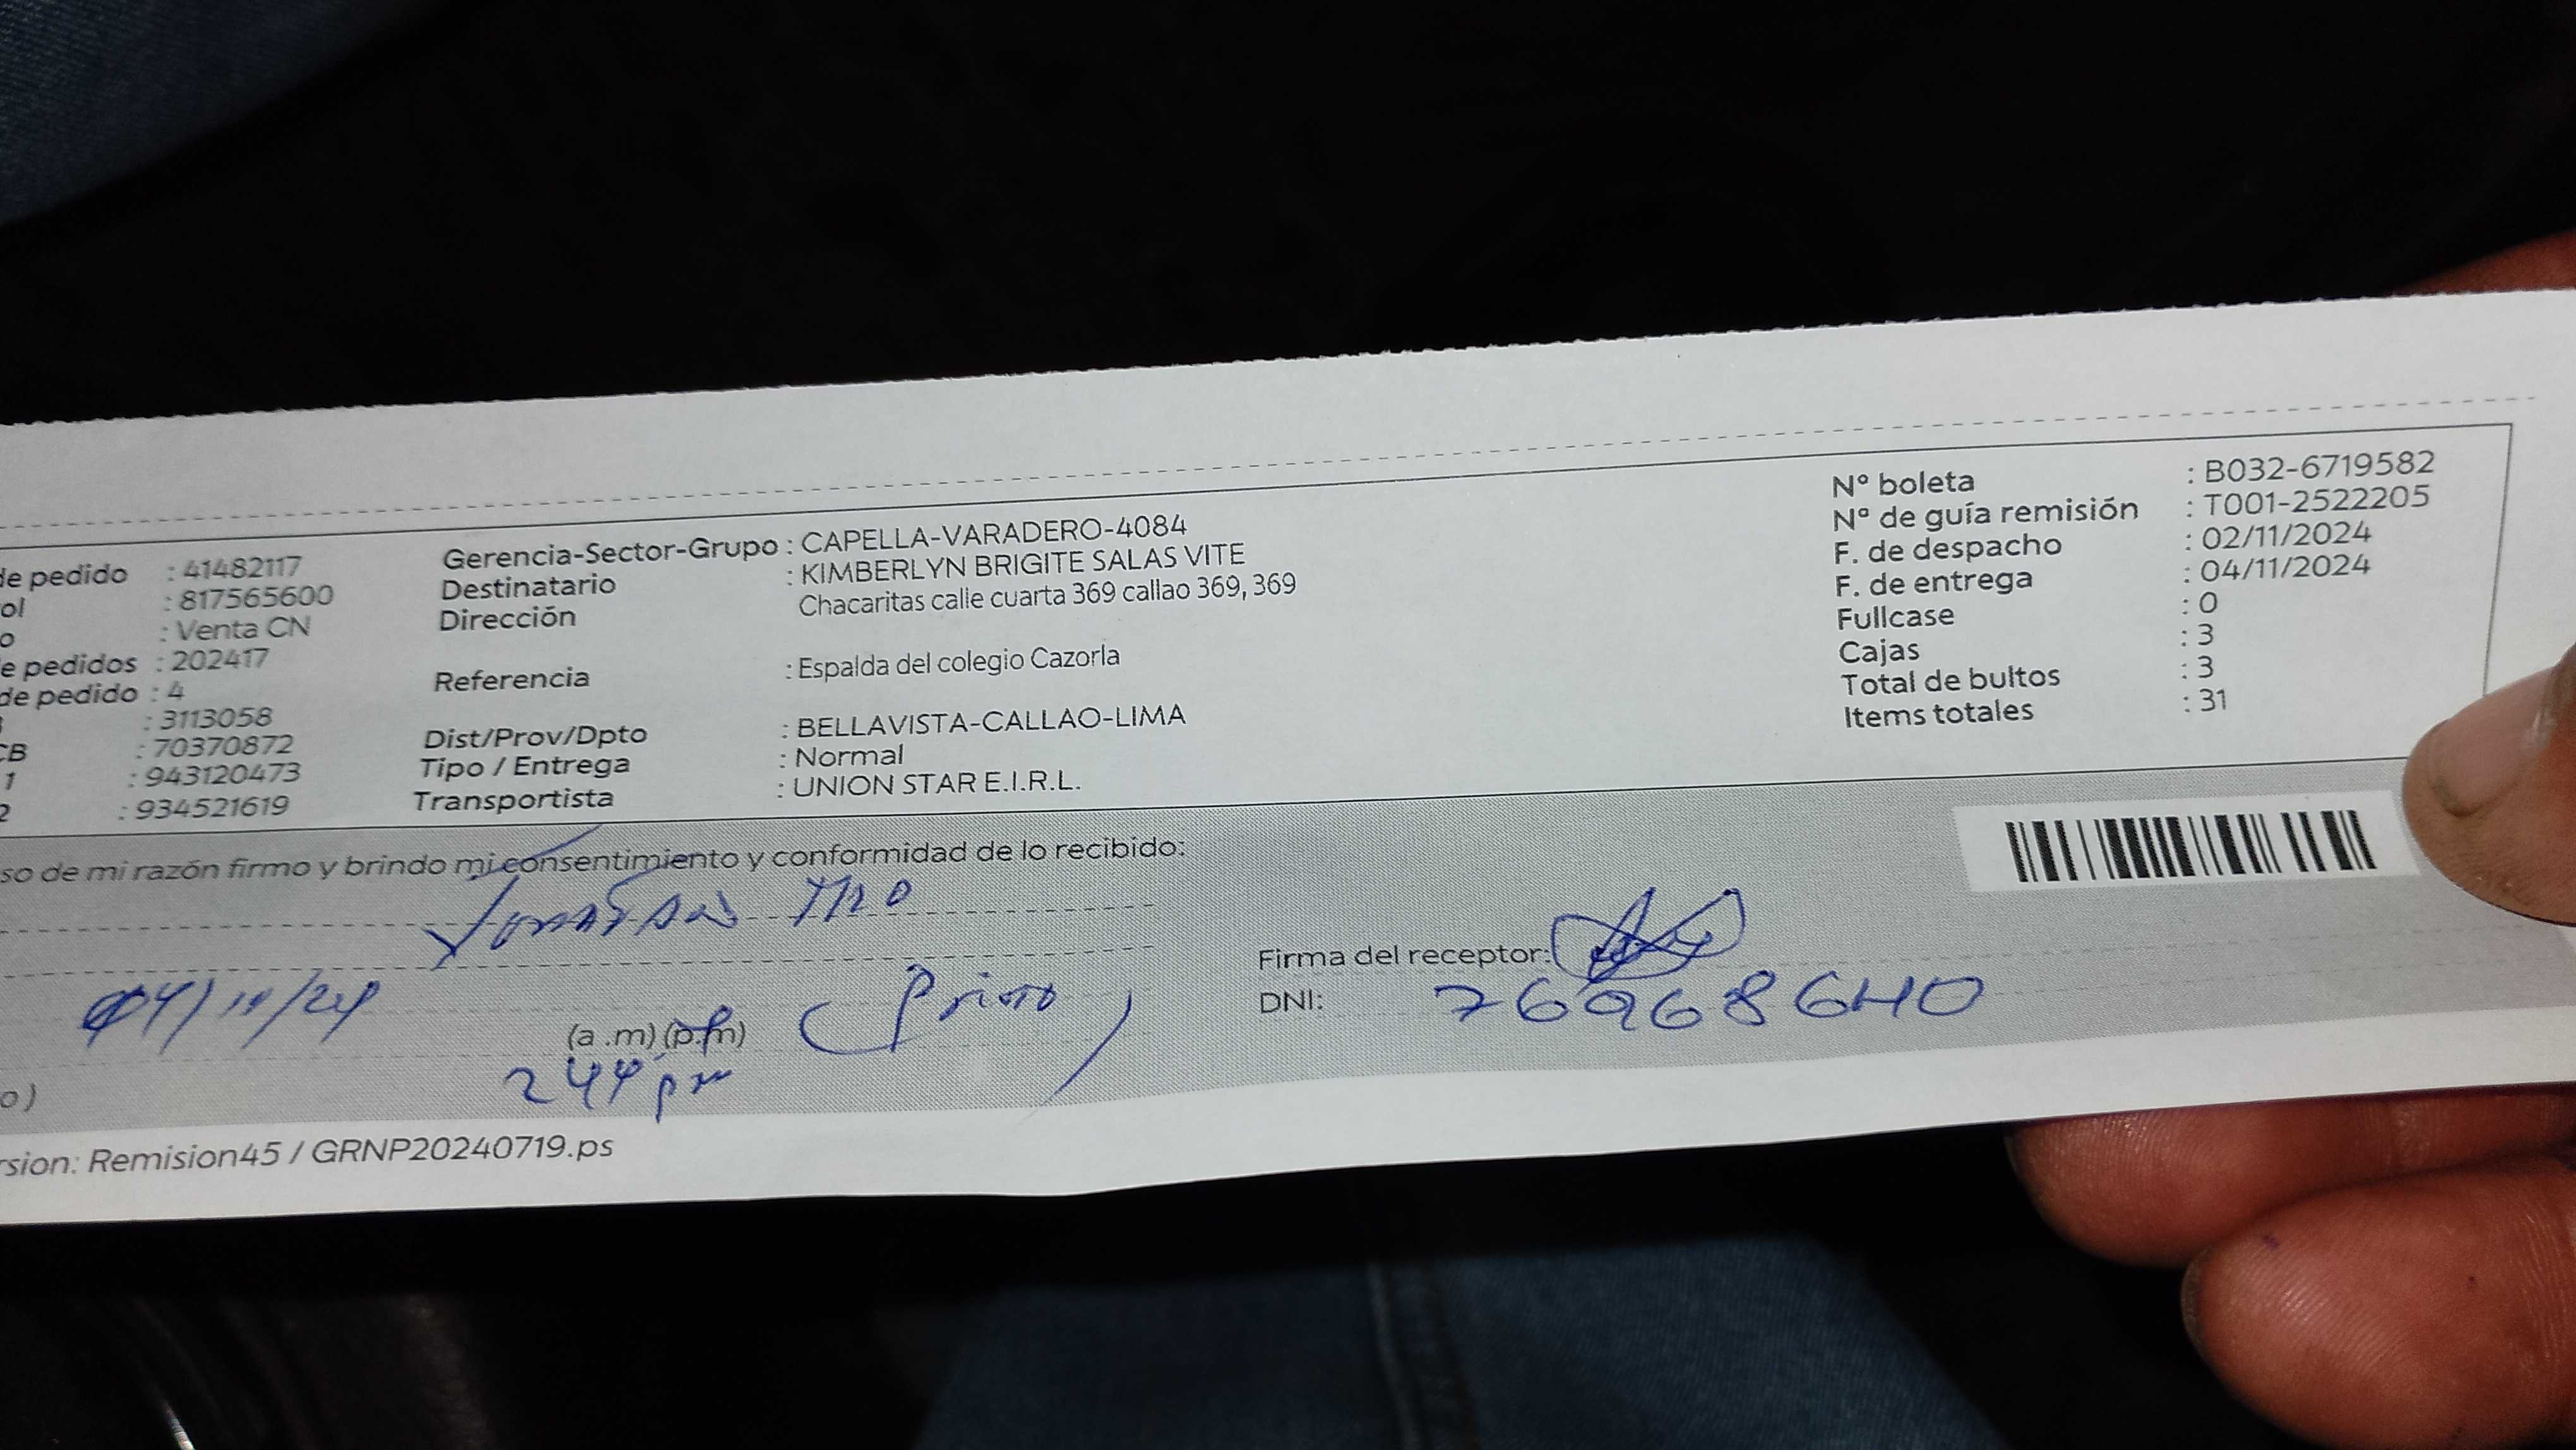 de pedido : 41482117
ol : 817565600
o : Venta CN
e pedidos : 202417
de pedido : 4
: 3113058
CB : 70370872
1 : 943120473
2 : 934521619
Gerencia-Sector-Grupo : CAPELLA-VARADERO-4084
Destinatario : KIMBERLYN BRIGITE SALAS VITE
Dirección Chacaritas calle cuarta 369 callao 369, 369
Referencia : Espalda del colegio Cazorla
Dist/Prov/Dpto : BELLAVISTA-CALLAO-LIMA
Tipo / Entrega : Normal
Transportista : UNION STAR E.I.R.L.
Nº boleta : B032-6719582
Nº de guía remisión : T001-2522205
F. de despacho : 02/11/2024
F. de entrega : 04/11/2024
Fullcase : 0
Cajas : 3
Total de bultos : 3
Items totales : 31
so de mi razón firmo y brindo mi consentimiento y conformidad de lo recibido:
04/11/24
(a .m) (p.m)
244 pm
(Primo)
Firma del receptor:
DNI: 76968640
o)
rsion: Remision45 / GRNP20240719.ps